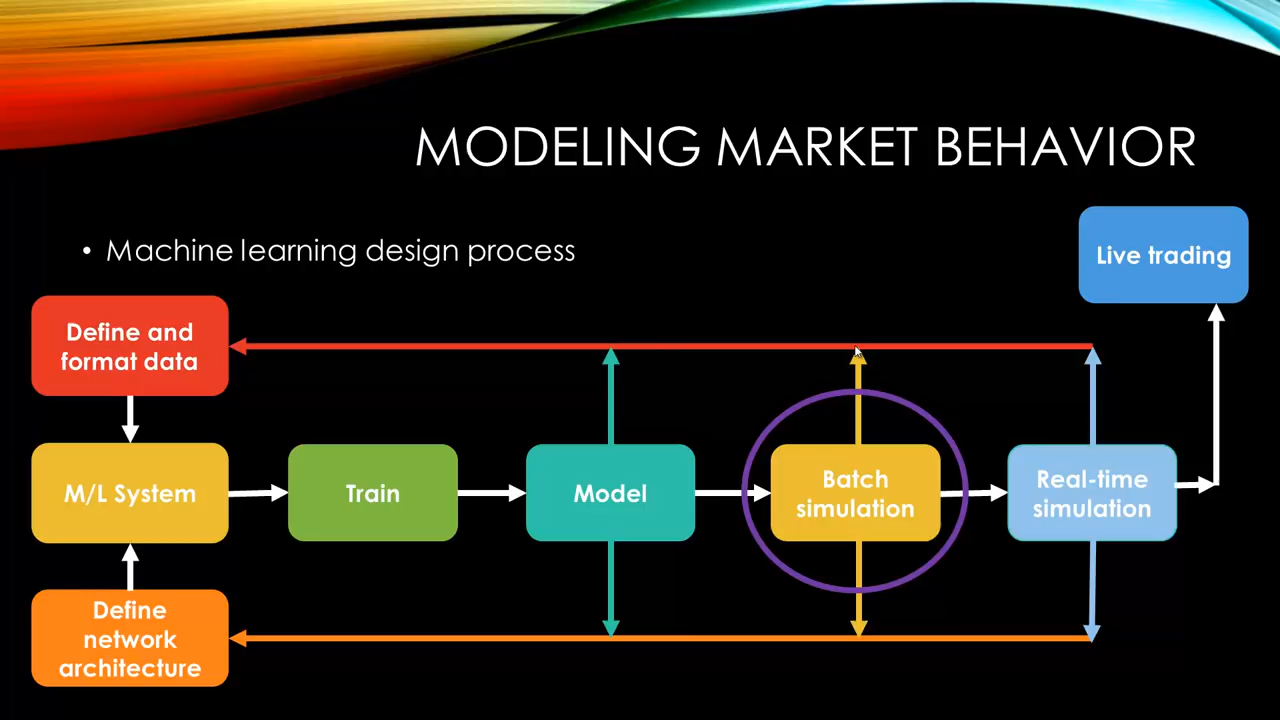 MODELING MARKET BEHAVIOR
• Machine learning design process
Live trading
Define and
format data
M/L System
Train
Model
Batch
simulation
Real-time
simulation
Define
network
architecture